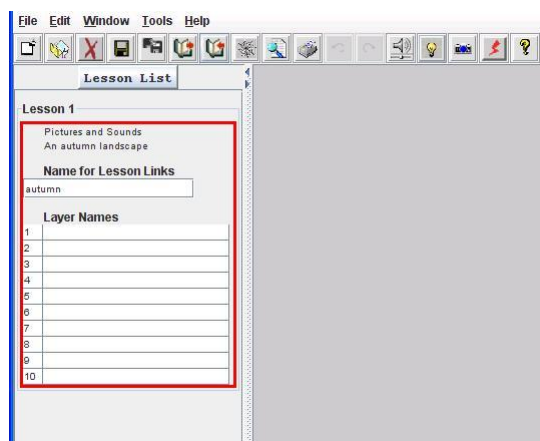 File Edit Window Tools Help
Lesson List
Lesson 1
Pictures and Sounds
An autumn landscape
Name for Lesson Links
autumn
Layer Names
1
2
3
4
5
6
7
8
9
10